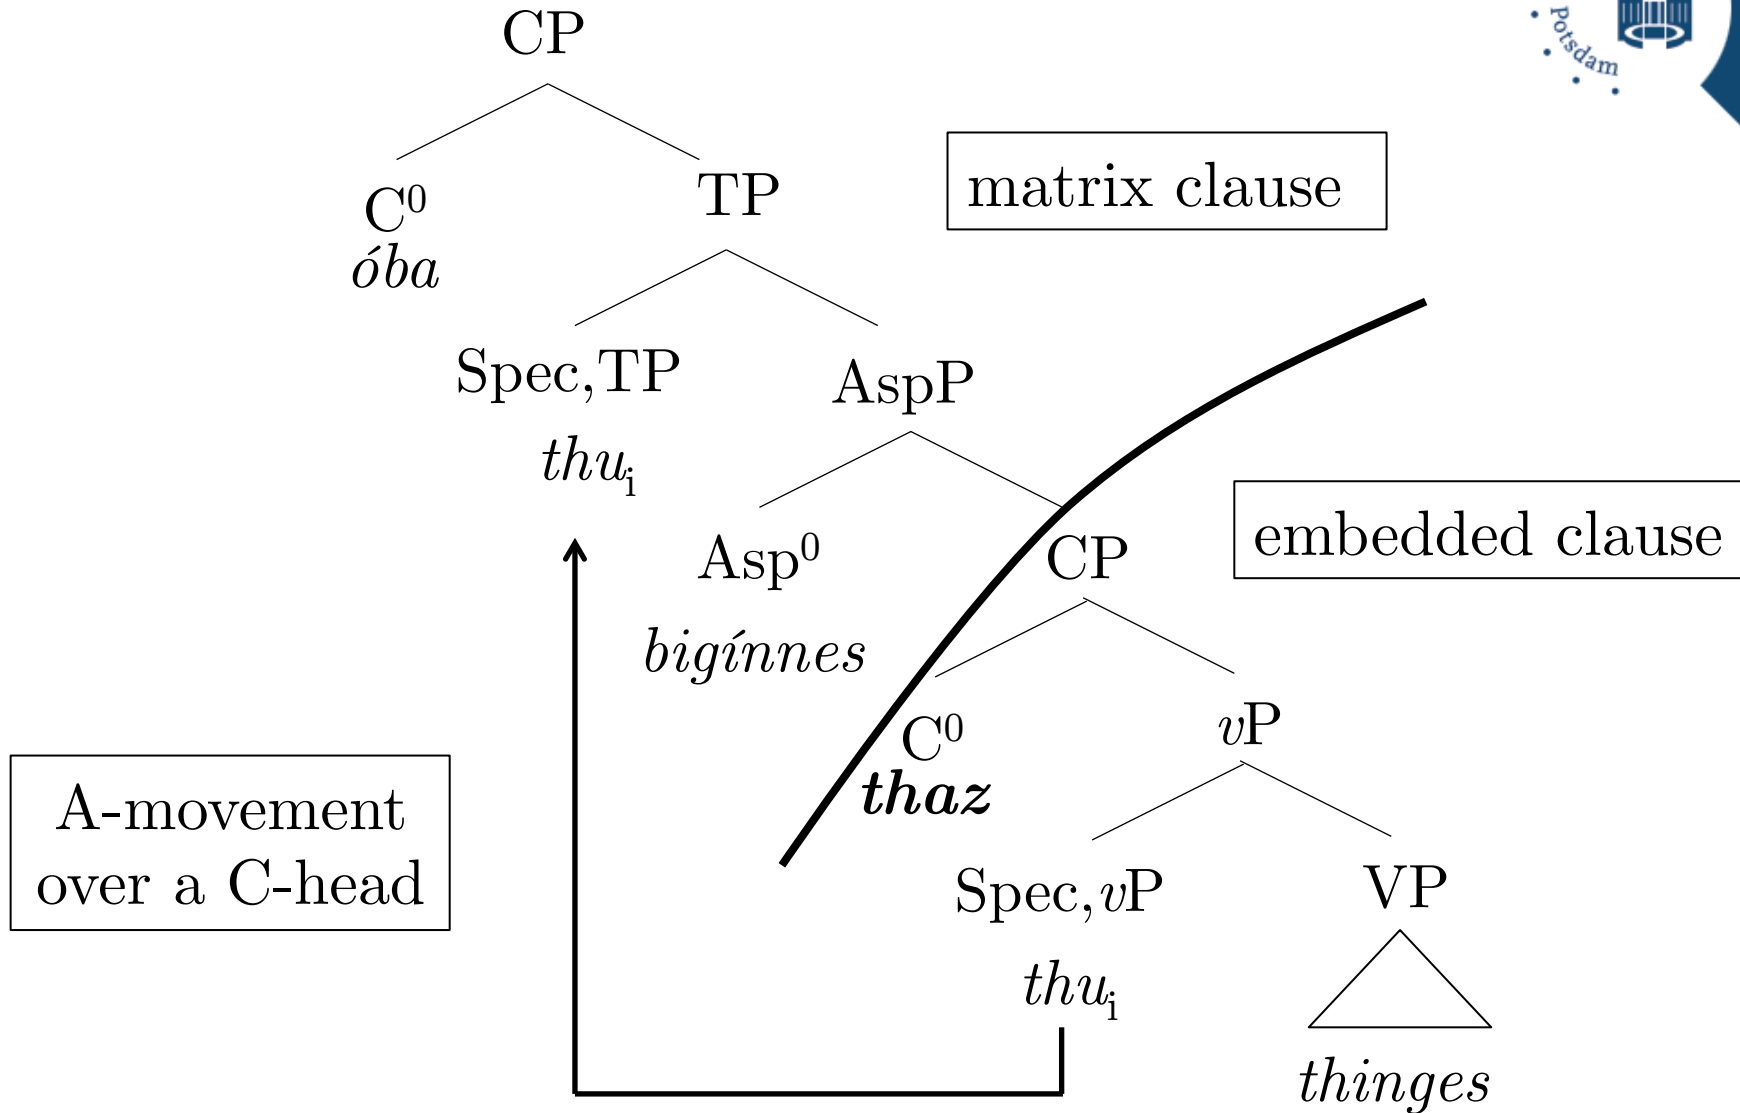 CP
Potsdam
C⁰
TP
matrix clause
óba
Spec,TP
AspP
thuᵢ
embedded clause
Asp⁰
CP
bigínnes
C⁰
vP
thaz
A-movement
over a C-head
Spec,vP
VP
thuᵢ
thinges